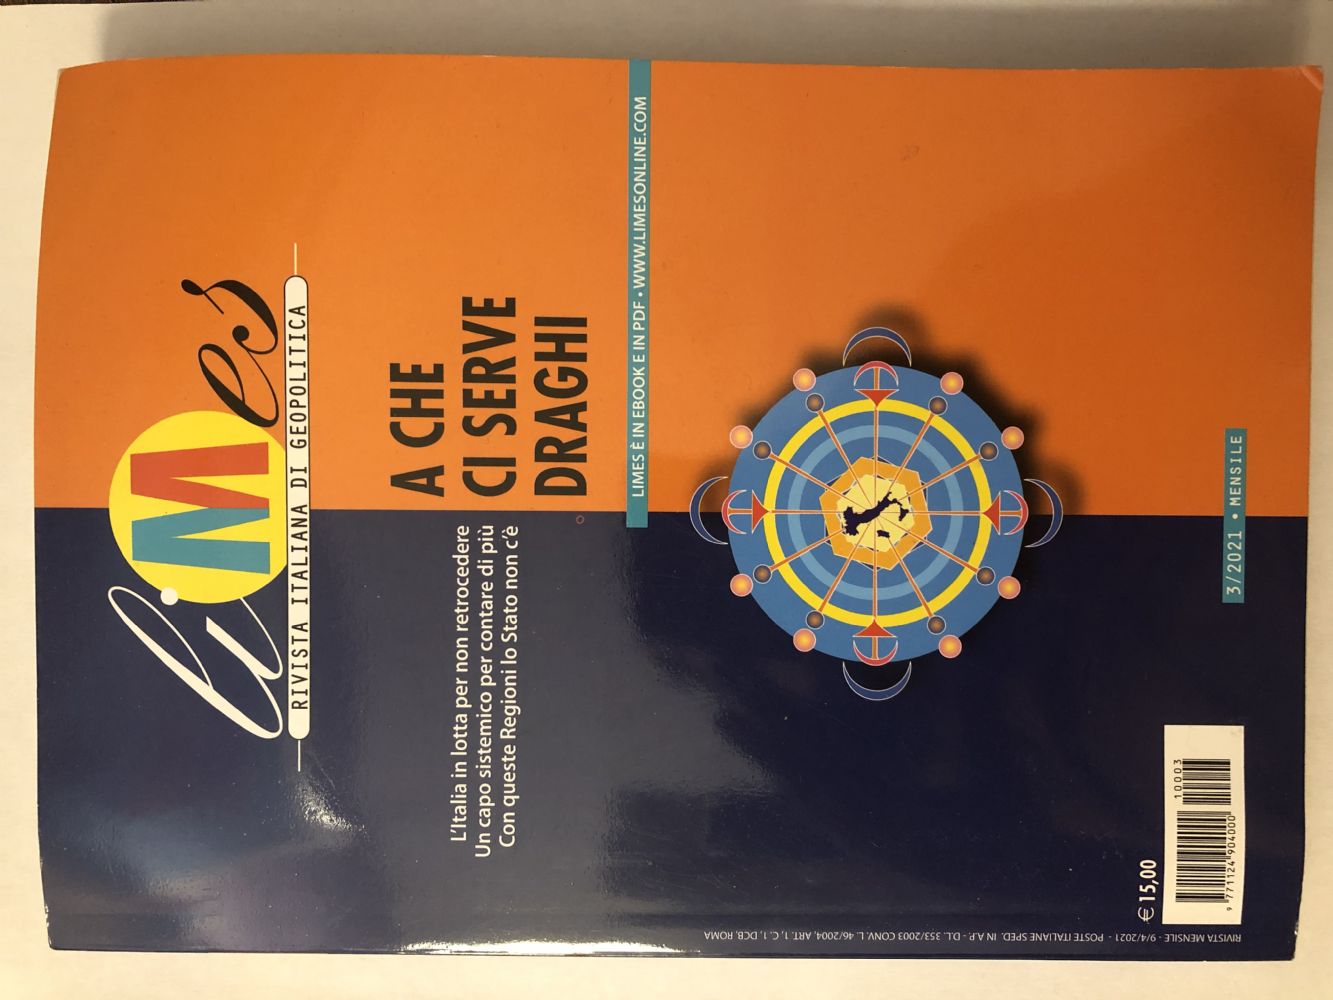 liMes
RIVISTA ITALIANA DI GEOPOLITICA
A CHE
CI SERVE
DRAGHI
L'Italia in lotta per non retrocedere
Un capo sistemico per contare di più
Con queste Regioni lo Stato non c'è
LIMES È IN EBOOK E IN PDF • WWW.LIMESONLINE.COM
3/2021 • MENSILE
€ 15,00
10003
9 771124 904000
RIVISTA MENSILE - 9/4/2021 - POSTE ITALIANE SPED. IN A.P. - D.L. 353/2003 CONV. L. 46/2004, ART. 1, C. 1, DCB, ROMA